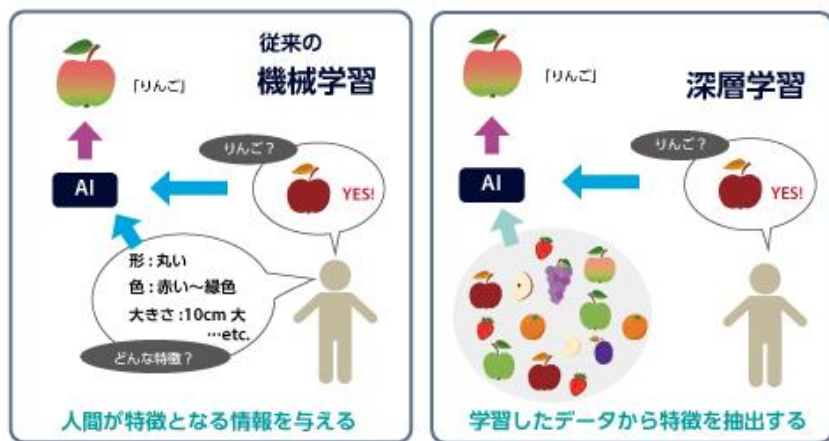 従来の
機械学習
「りんご」
りんご？
AI
YES!
形：丸い
色：赤い～緑色
大きさ：10cm 大
…etc.
どんな特徴？
人間が特徴となる情報を与える
深層学習
「りんご」
りんご？
AI
YES!
学習したデータから特徴を抽出する